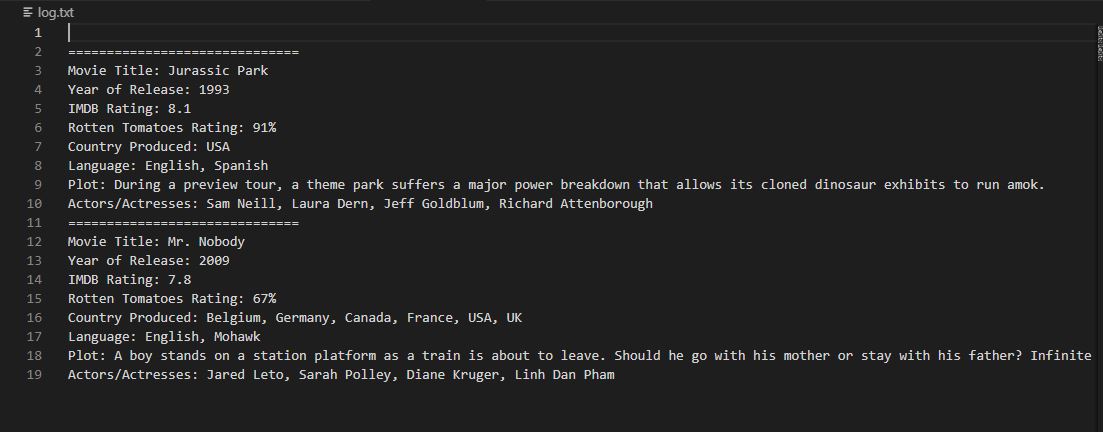 log.txt
1
2 ==============================
3 Movie Title: Jurassic Park
4 Year of Release: 1993
5 IMDB Rating: 8.1
6 Rotten Tomatoes Rating: 91%
7 Country Produced: USA
8 Language: English, Spanish
9 Plot: During a preview tour, a theme park suffers a major power breakdown that allows its cloned dinosaur exhibits to run amok.
10 Actors/Actresses: Sam Neill, Laura Dern, Jeff Goldblum, Richard Attenborough
11 ==============================
12 Movie Title: Mr. Nobody
13 Year of Release: 2009
14 IMDB Rating: 7.8
15 Rotten Tomatoes Rating: 67%
16 Country Produced: Belgium, Germany, Canada, France, USA, UK
17 Language: English, Mohawk
18 Plot: A boy stands on a station platform as a train is about to leave. Should he go with his mother or stay with his father? Infinite
19 Actors/Actresses: Jared Leto, Sarah Polley, Diane Kruger, Linh Dan Pham